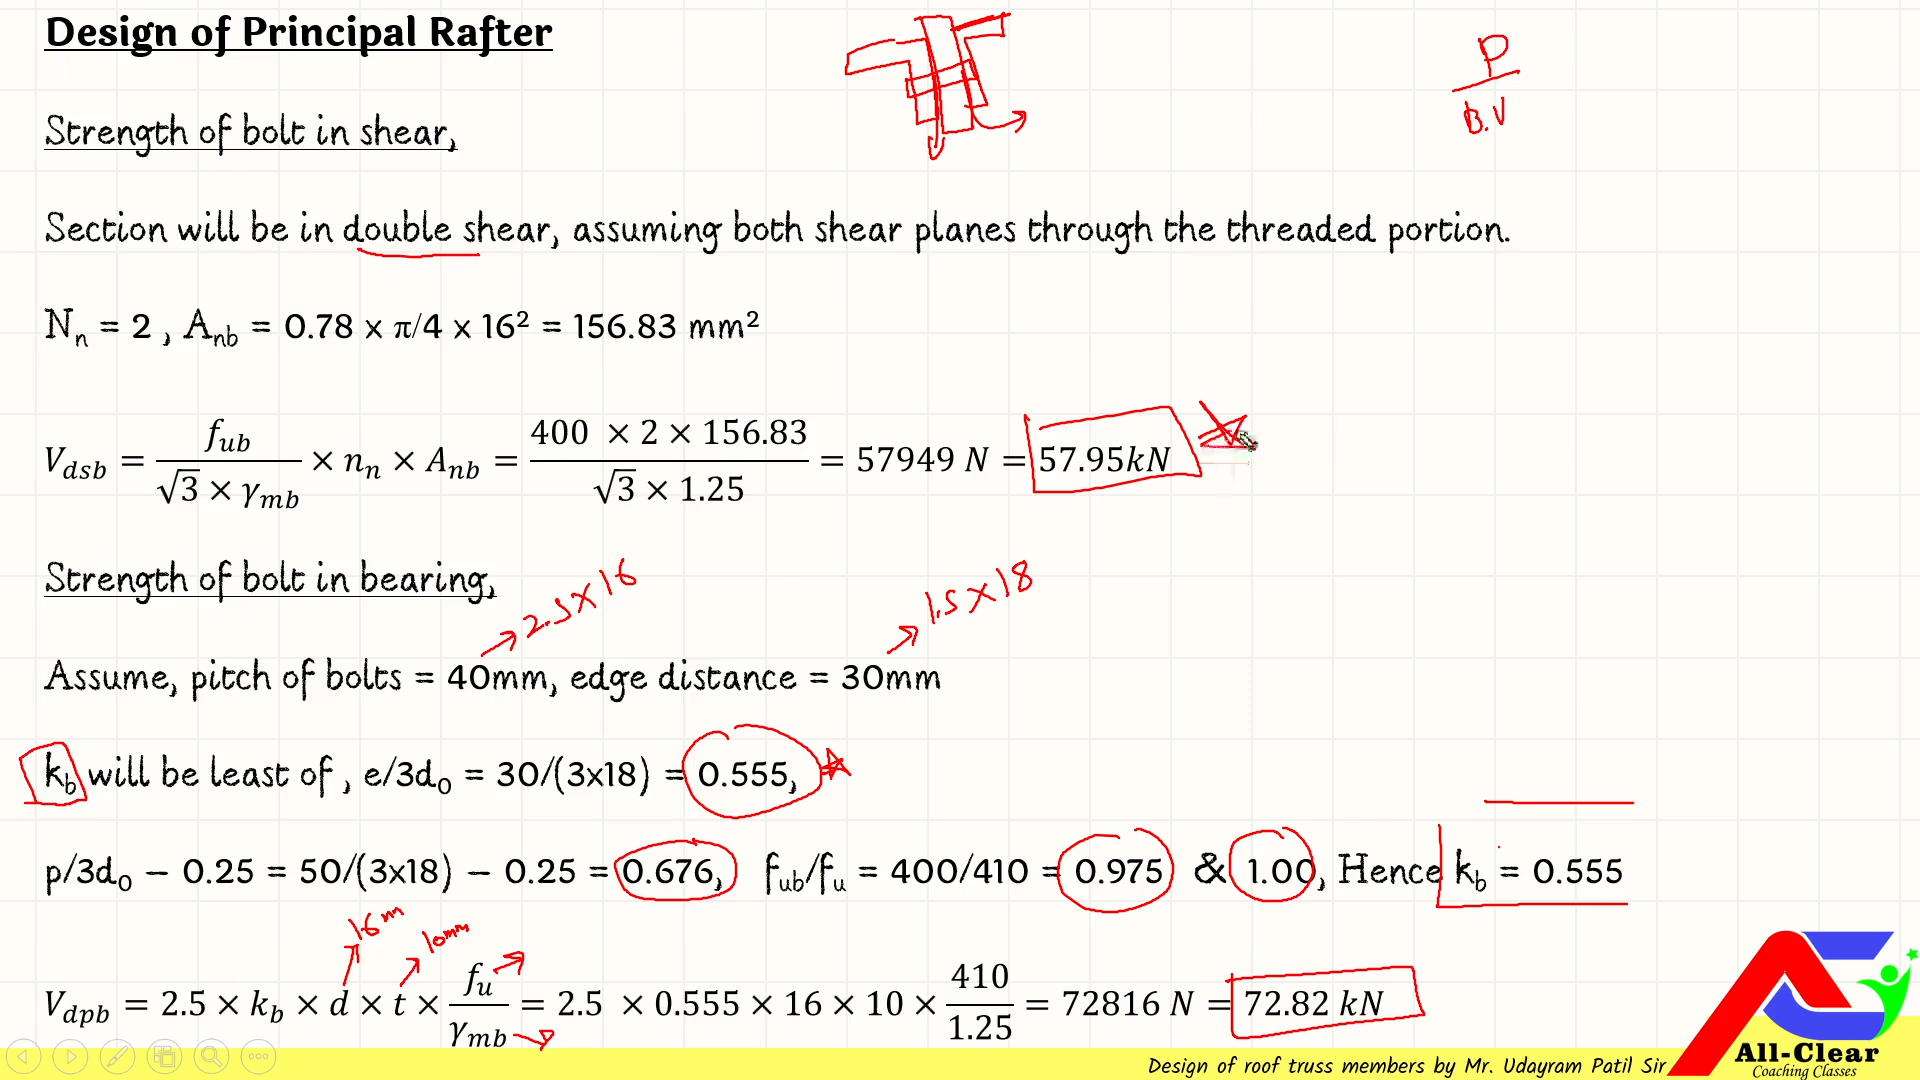 Design of Principal Rafter
P
B.V
Strength of bolt in shear,
Section will be in double shear, assuming both shear planes through the threaded portion.
Nn = 2 , Anb = 0.78 x π/4 x 16² = 156.83 mm²
Vdsb = fub / (√3 × γmb) × nn × Anb = (400 × 2 × 156.83) / (√3 × 1.25) = 57949 N = 57.95kN
Strength of bolt in bearing,
2.5 × 16
1.5 × 18
Assume, pitch of bolts = 40mm, edge distance = 30mm
kb will be least of , e/3d0 = 30/(3x18) = 0.555,
p/3d0 – 0.25 = 50/(3x18) – 0.25 = 0.676, fub/fu = 400/410 = 0.975 & 1.00, Hence kb = 0.555
16mm
10mm
Vdpb = 2.5 × kb × d × t × fu / γmb = 2.5 × 0.555 × 16 × 10 × 410 / 1.25 = 72816 N = 72.82 kN
Design of roof truss members by Mr. Udayram Patil Sir
All-Clear
Coaching Classes